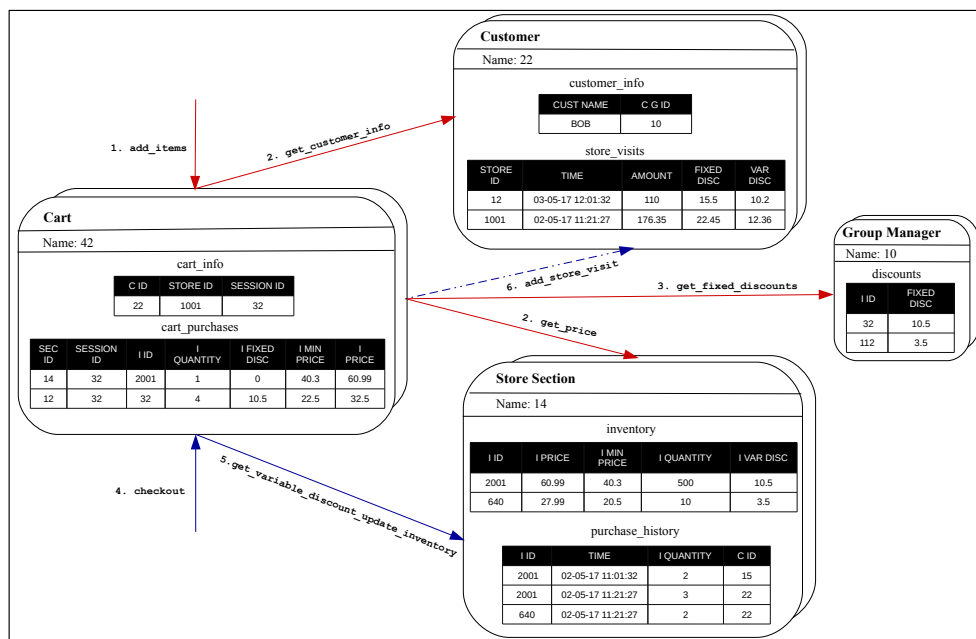 Customer
Name: 22
customer_info
CUST NAME C G ID
BOB 10
store_visits
STORE ID TIME AMOUNT FIXED DISC VAR DISC
12 03-05-17 12:01:32 110 15.5 10.2
1001 02-05-17 11:21:27 176.35 22.45 12.36
1. add_items
2. get_customer_info
Cart
Name: 42
cart_info
C ID STORE ID SESSION ID
22 1001 32
cart_purchases
SEC ID SESSION ID I ID I QUANTITY I FIXED DISC I MIN PRICE I PRICE
14 32 2001 1 0 40.3 60.99
12 32 32 4 10.5 22.5 32.5
6. add_store_visit
3. get_fixed_discounts
2. get_price
Group Manager
Name: 10
discounts
I ID FIXED DISC
32 10.5
112 3.5
4. checkout
5.get_variable_discount_update_inventory
Store Section
Name: 14
inventory
I ID I PRICE I MIN PRICE I QUANTITY I VAR DISC
2001 60.99 40.3 500 10.5
640 27.99 20.5 10 3.5
purchase_history
I ID TIME I QUANTITY C ID
2001 02-05-17 11:01:32 2 15
2001 02-05-17 11:21:27 3 22
640 02-05-17 11:21:27 2 22